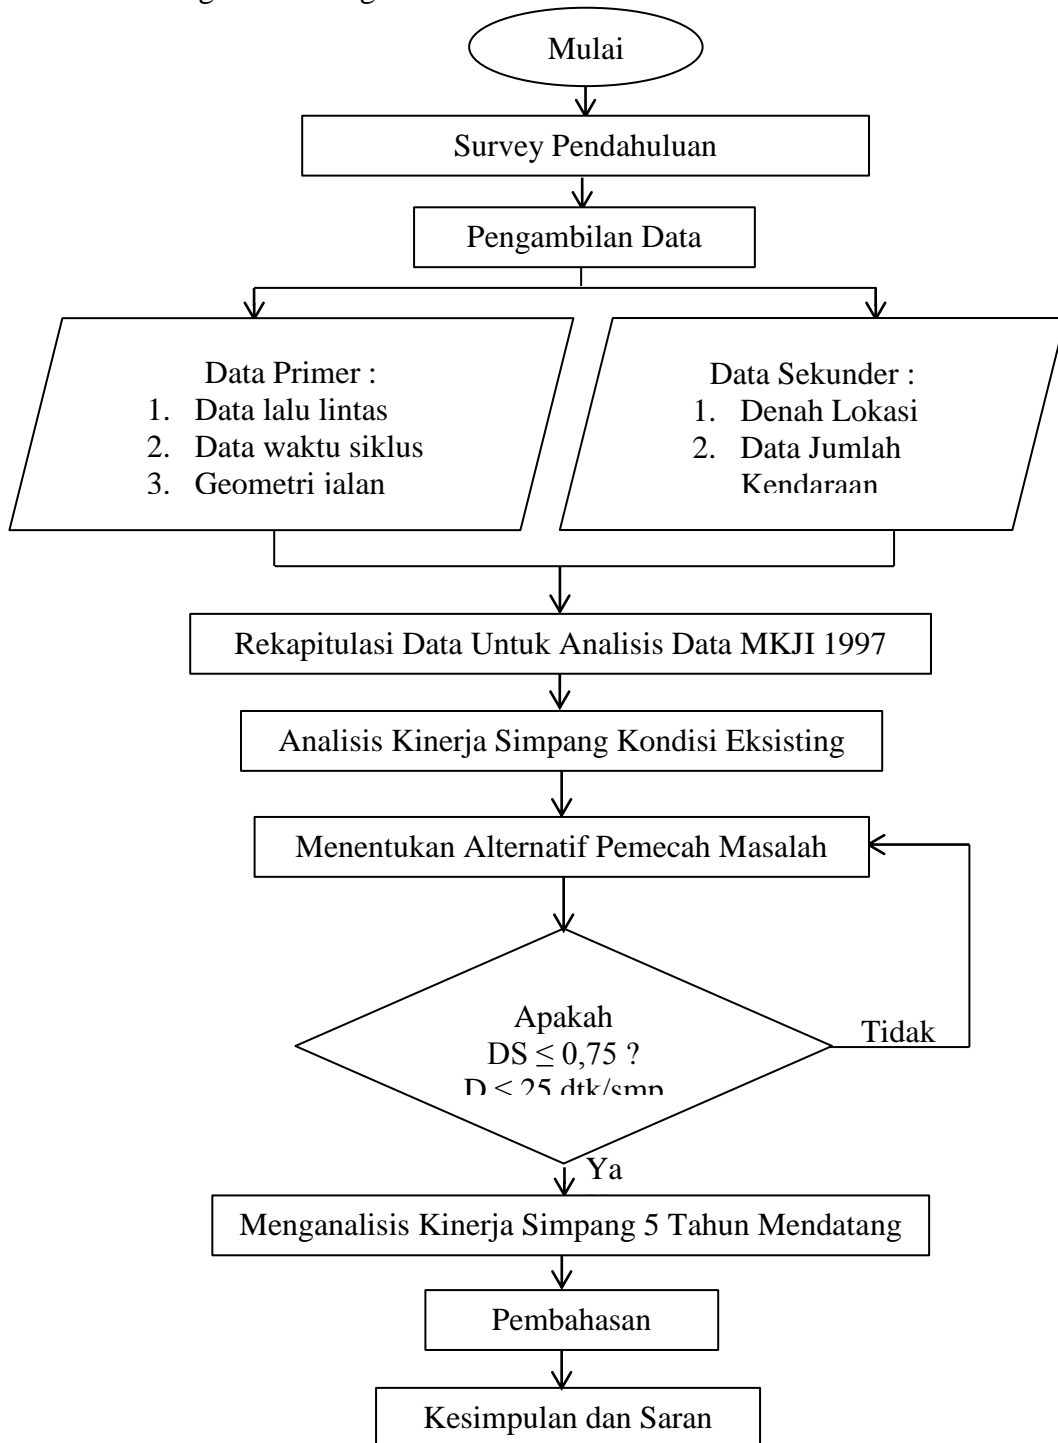 Mulai
Survey Pendahuluan
Pengambilan Data
Data Primer :
1. Data lalu lintas
2. Data waktu siklus
3. Geometri jalan
Data Sekunder :
1. Denah Lokasi
2. Data Jumlah
Kendaraan
Rekapitulasi Data Untuk Analisis Data MKJI 1997
Analisis Kinerja Simpang Kondisi Eksisting
Menentukan Alternatif Pemecah Masalah
Apakah
DS ≤ 0,75 ?
D < 25 dtk/smp
Tidak
Ya
Menganalisis Kinerja Simpang 5 Tahun Mendatang
Pembahasan
Kesimpulan dan Saran